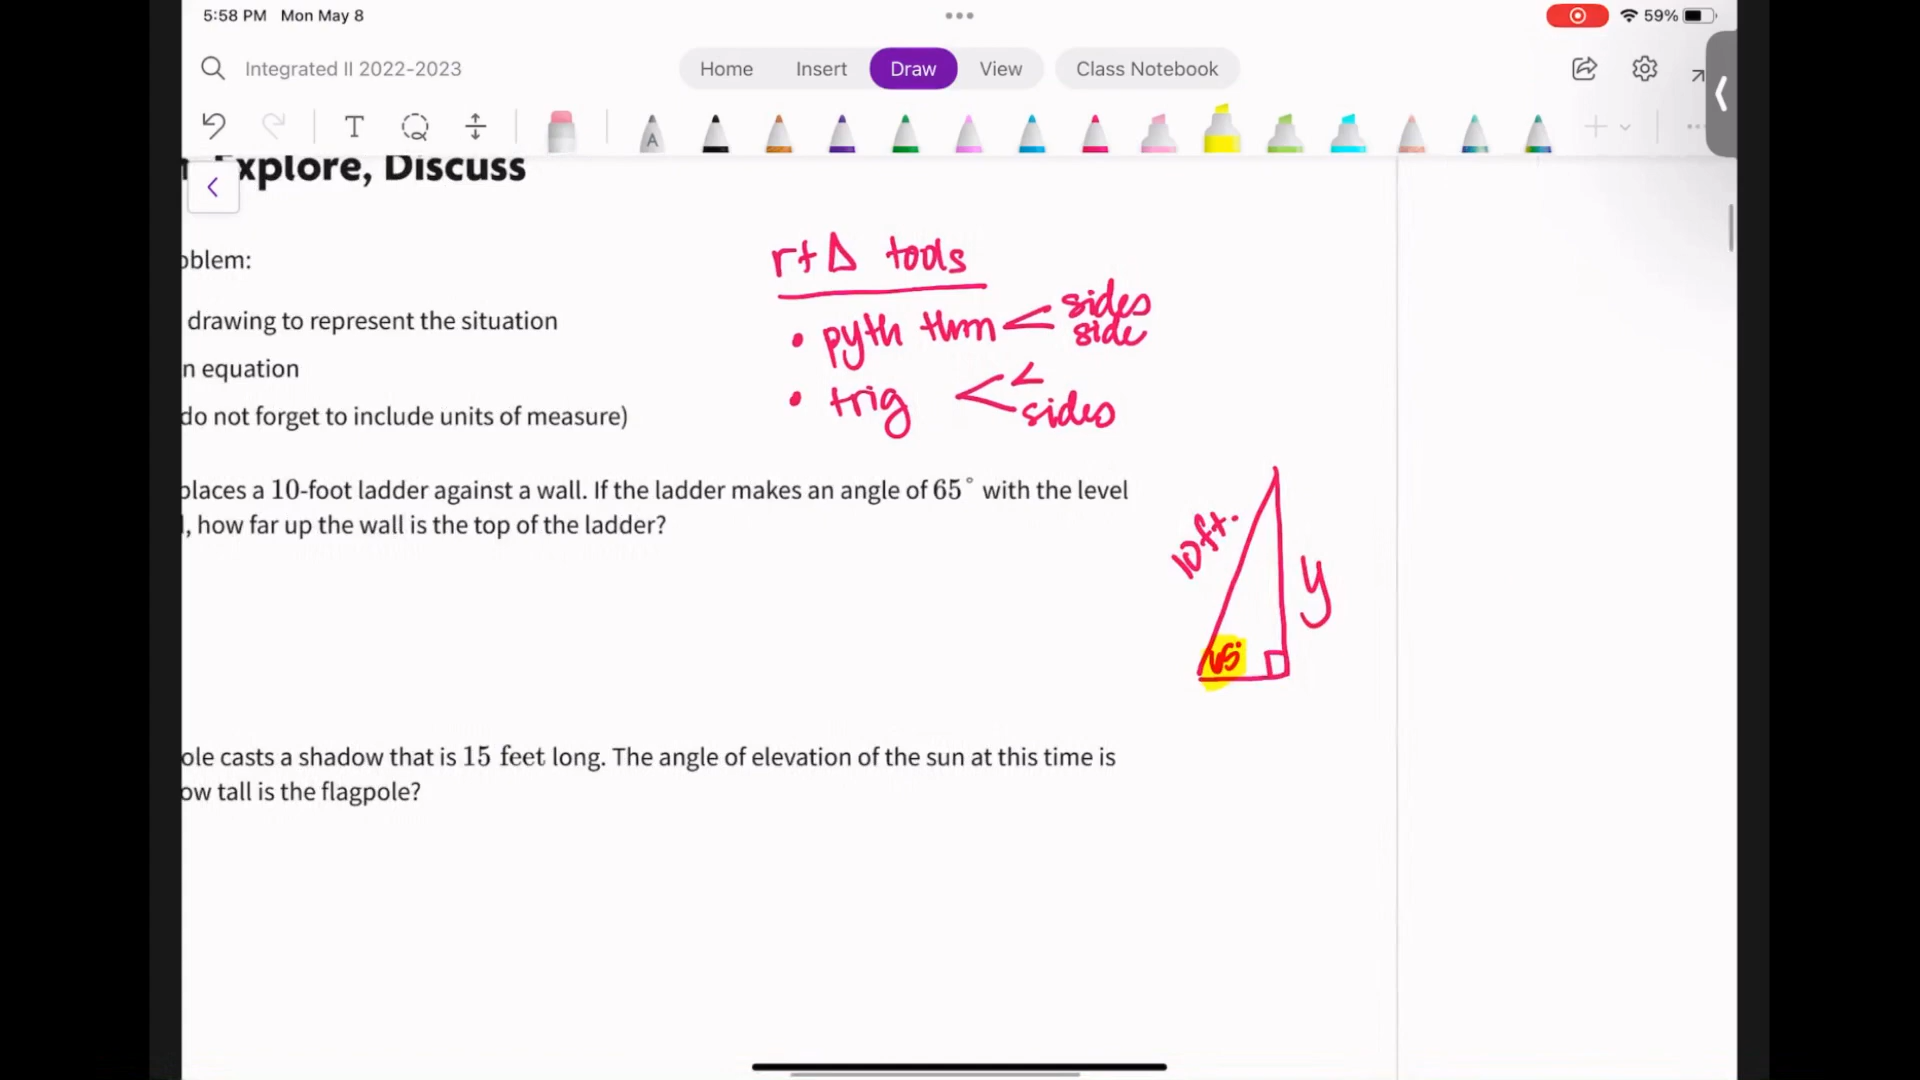 5:58 PM Mon May 8
59%
Integrated II 2022-2023
Home Insert Draw View Class Notebook
T
A
Explore, Discuss
oblem:
drawing to represent the situation
n equation
do not forget to include units of measure)
places a 10-foot ladder against a wall. If the ladder makes an angle of 65° with the level
, how far up the wall is the top of the ladder?
ole casts a shadow that is 15 feet long. The angle of elevation of the sun at this time is
ow tall is the flagpole?
rt Δ tools
• pyth thm < sides
side
• trig < <
sides
10ft.
y
65°